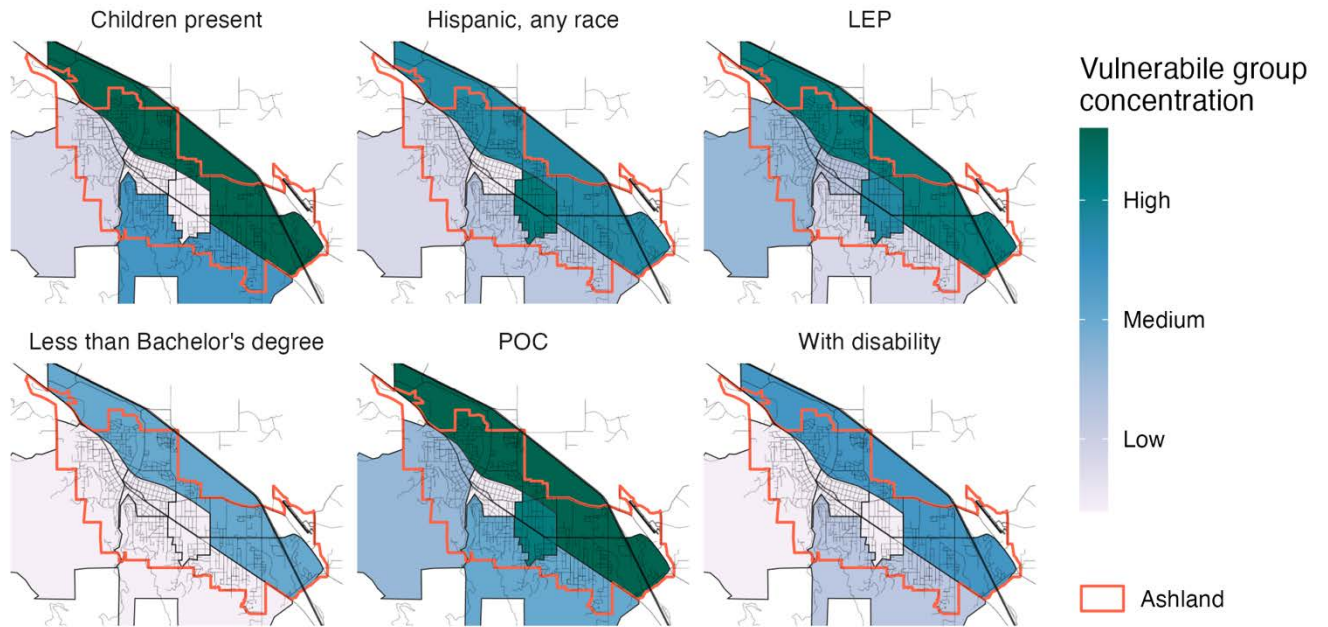 Children present
Hispanic, any race
LEP
Vulnerabile group
concentration
High
Medium
Low
Less than Bachelor's degree
POC
With disability
Ashland